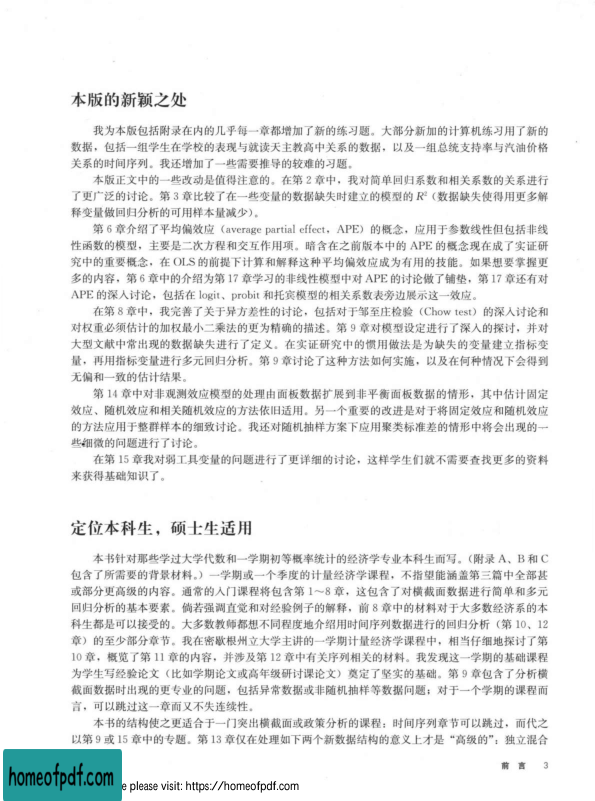 本版的新颖之处
我为本版包括附录在内的几乎每一章都增加了新的练习题。大部分新加的计算机练习用了新的
数据，包括一组学生在学校的表现与就读天主教高中关系的数据，以及一组总统支持率与汽油价格
关系的时间序列。我还增加了一些需要推导的较难的习题。
本版正文中的一些改动是值得注意的。在第 2 章中，我对简单回归系数和相关系数的关系进行
了更广泛的讨论。第 3 章比较了在一些变量的数据缺失时建立的模型的 R²（数据缺失使得用更多解
释变量做回归分析的可用样本量减少）。
第 6 章介绍了平均偏效应（average partial effect，APE）的概念，应用于参数线性但包括非线
性函数的模型，主要是二次方程和交互作用项。暗含在之前版本中的 APE 的概念现在成了实证研
究中的重要概念，在 OLS 的前提下计算和解释这种平均偏效应成为有用的技能。如果想要掌握更
多的内容，第 6 章中的介绍为第 17 章学习的非线性模型中对 APE 的讨论做了铺垫，第 17 章还有对
APE 的深入讨论，包括在 logit、probit 和托宾模型的相关系数表旁边展示这一效应。
在第 8 章中，我完善了关于异方差性的讨论，包括对于邹至庄检验（Chow test）的深入讨论和
对权重必须估计的加权最小二乘法的更为精确的描述。第 9 章对模型设定进行了深入的探讨，并对
大型文献中常出现的数据缺失进行了定义。在实证研究中的惯用做法是为缺失的变量建立指标变
量，再用指标变量进行多元回归分析。第 9 章讨论了这种方法如何实施，以及在何种情况下会得到
无偏和一致的估计结果。
第 14 章中对非观测效应模型的处理由面板数据扩展到非平衡面板数据的情形，其中估计固定
效应、随机效应和相关随机效应的方法依旧适用。另一个重要的改进是对于将固定效应和随机效应
的方法应用于整群样本的细致讨论。我还对随机抽样方案下应用聚类标准差的情形中将会出现的一
些细微的问题进行了讨论。
在第 15 章我对弱工具变量的问题进行了更详细的讨论，这样学生们就不需要查找更多的资料
来获得基础知识了。
定位本科生，硕士生适用
本书针对那些学过大学代数和一学期初等概率统计的经济学专业本科生而写。（附录 A、B 和 C
包含了所需要的背景材料。）一学期或一个季度的计量经济学课程，不指望能涵盖第三篇中全部甚
或部分更高级的内容。通常的入门课程将包含第 1～8 章，这包含了对横截面数据进行简单和多元
回归分析的基本要素。倘若强调直觉和对经验例子的解释，前 8 章中的材料对于大多数经济系的本
科生都是可以接受的。大多数教师都想不同程度地介绍用时间序列数据进行的回归分析（第 10、12
章）的至少部分章节。我在密歇根州立大学主讲的一学期计量经济学课程中，相当仔细地探讨了第
10 章，概览了第 11 章的内容，并涉及第 12 章中有关序列相关的材料。我发现这一学期的基础课程
为学生写经验论文（比如学期论文或高年级研讨课论文）奠定了坚实的基础。第 9 章包含了分析横
截面数据时出现的更专业的问题，包括异常数据或非随机抽样等数据问题；对于一个学期的课程而
言，可以跳过这一章而又不失连续性。
本书的结构使之更适合于一门突出横截面或政策分析的课程：时间序列章节可以跳过，而代之
以第 9 或 15 章中的专题。第 13 章仅在处理如下两个新数据结构的意义上才是“高级的”：独立混合
前 言 3
homeofpdf.com
e please visit: https://homeofpdf.com